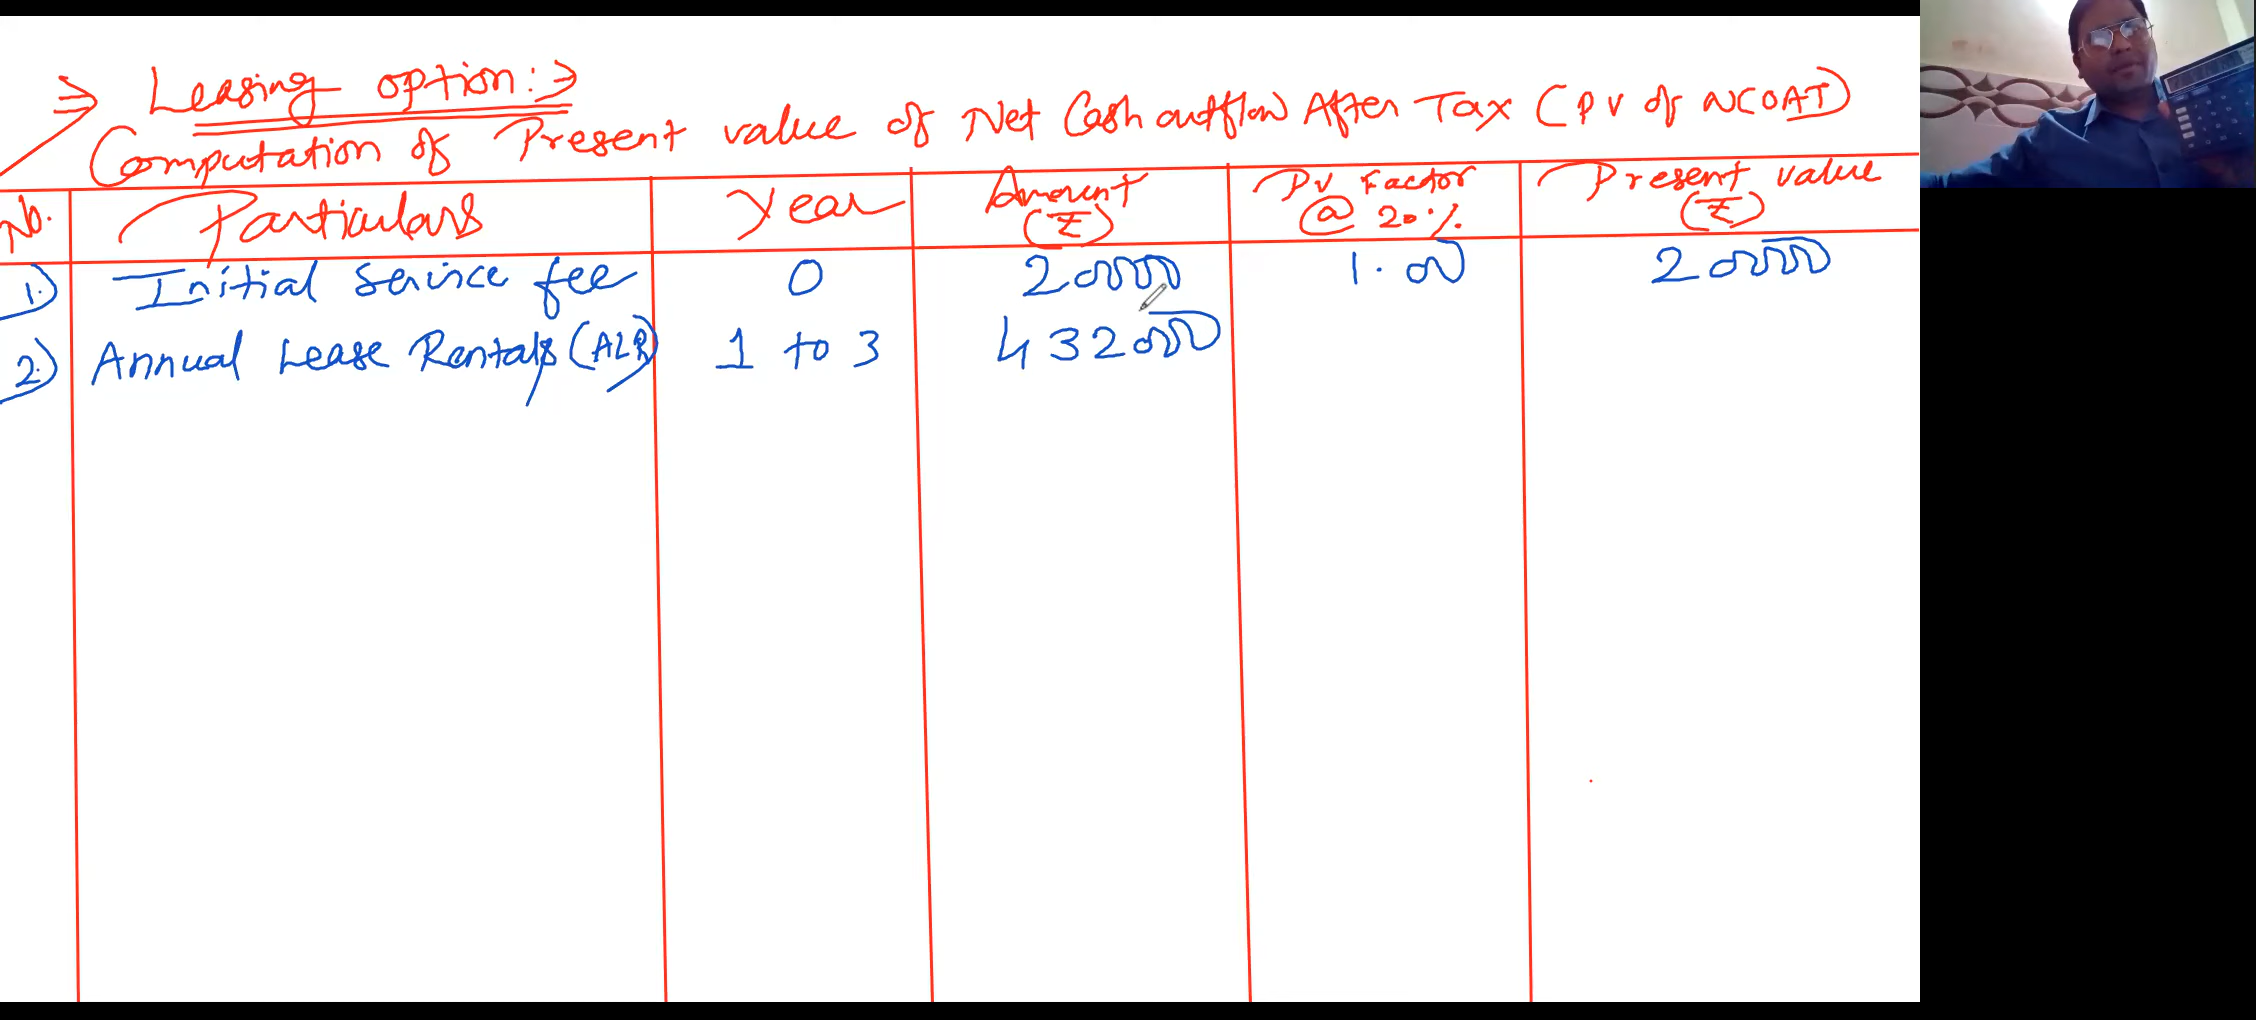 ⇒ Leasing option:⇒
Computation of Present value of Net Cash outflow After Tax (PV of NCOAT)
No. Particulars Year Amount (₹) PV Factor @ 20% Present value (₹)
1.) Initial service fee 0 20000 1.00 20000
2.) Annual Lease Rentals (ALR) 1 to 3 432000